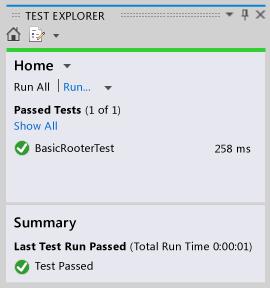 TEST EXPLORER
Home
Run All | Run...
Passed Tests (1 of 1)
Show All
BasicRooterTest 258 ms
Summary
Last Test Run Passed (Total Run Time 0:00:01)
Test Passed